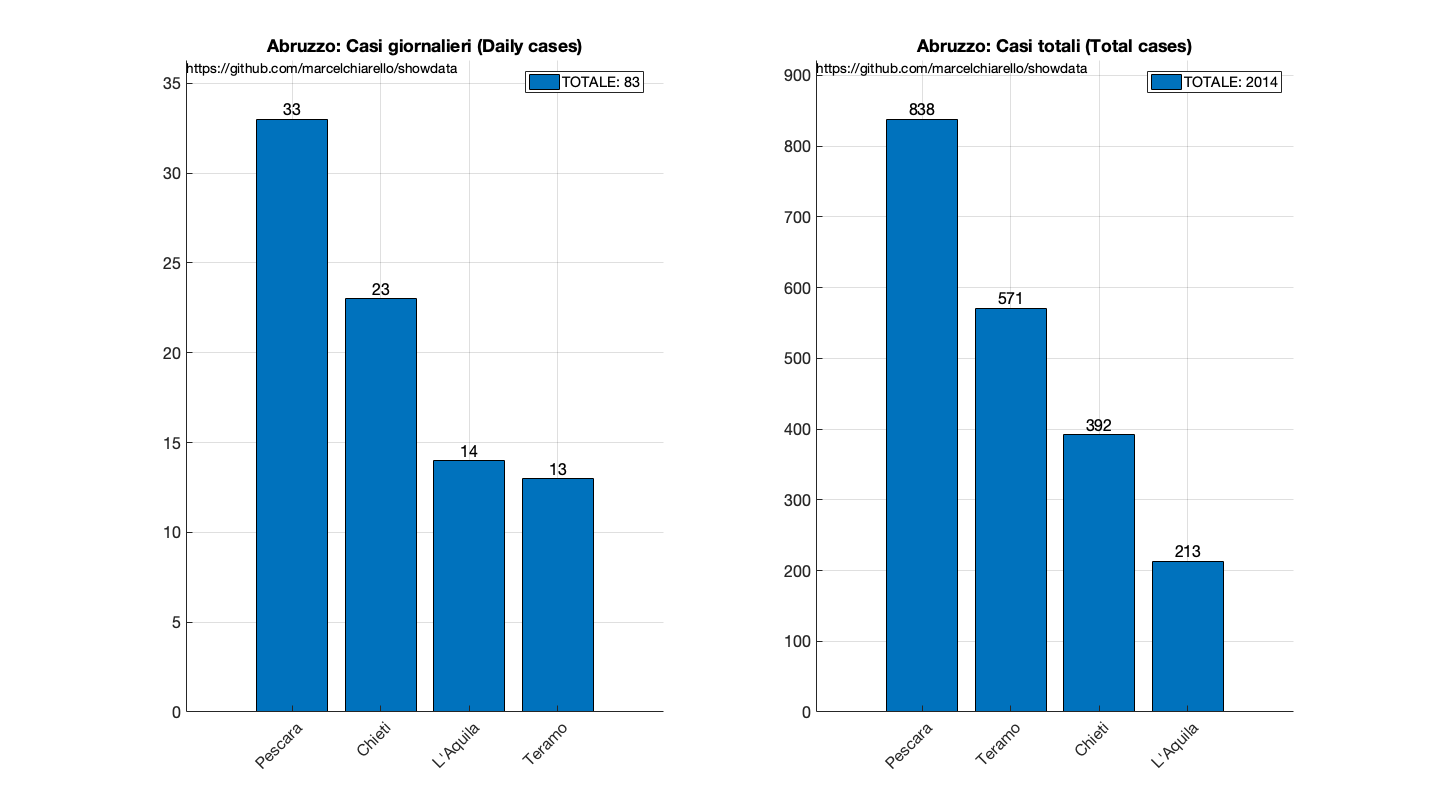 Abruzzo: Casi giornalieri (Daily cases)
https://github.com/marcelchiarello/showdata
TOTALE: 83
35
30
25
20
15
10
5
0
33
23
14
13
Pescara
Chieti
L'Aquila
Teramo
Abruzzo: Casi totali (Total cases)
https://github.com/marcelchiarello/showdata
TOTALE: 2014
900
800
700
600
500
400
300
200
100
0
838
571
392
213
Pescara
Teramo
Chieti
L'Aquila